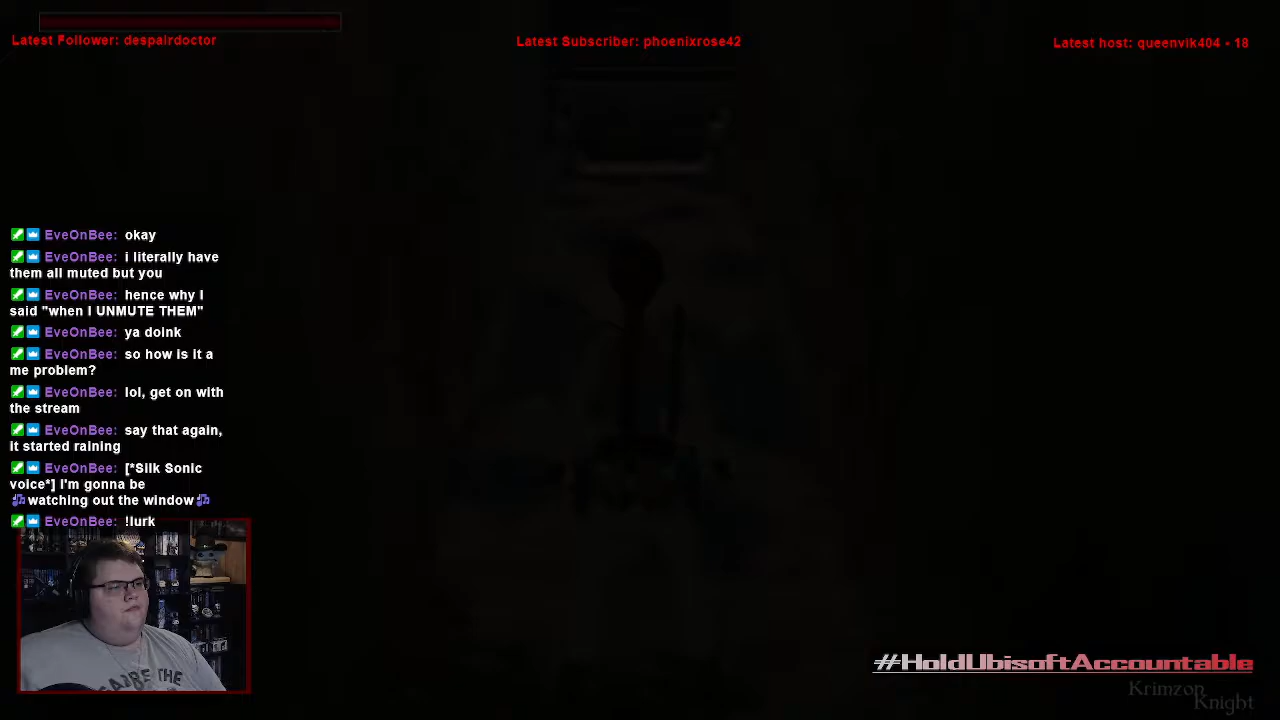 Latest Follower: despairdoctor
Latest Subscriber: phoenixrose42
Latest host: queenvik404 - 18
EveOnBee: okay
EveOnBee: i literally have
them all muted but you
EveOnBee: hence why I
said "when I UNMUTE THEM"
EveOnBee: ya doink
EveOnBee: so how is it a
me problem?
EveOnBee: lol, get on with
the stream
EveOnBee: say that again,
it started raining
EveOnBee: [*Silk Sonic
voice*] I'm gonna be
🎶watching out the window🎶
EveOnBee: !lurk
THE
#HoldUbisoftAccountable
Krimzon
Knight